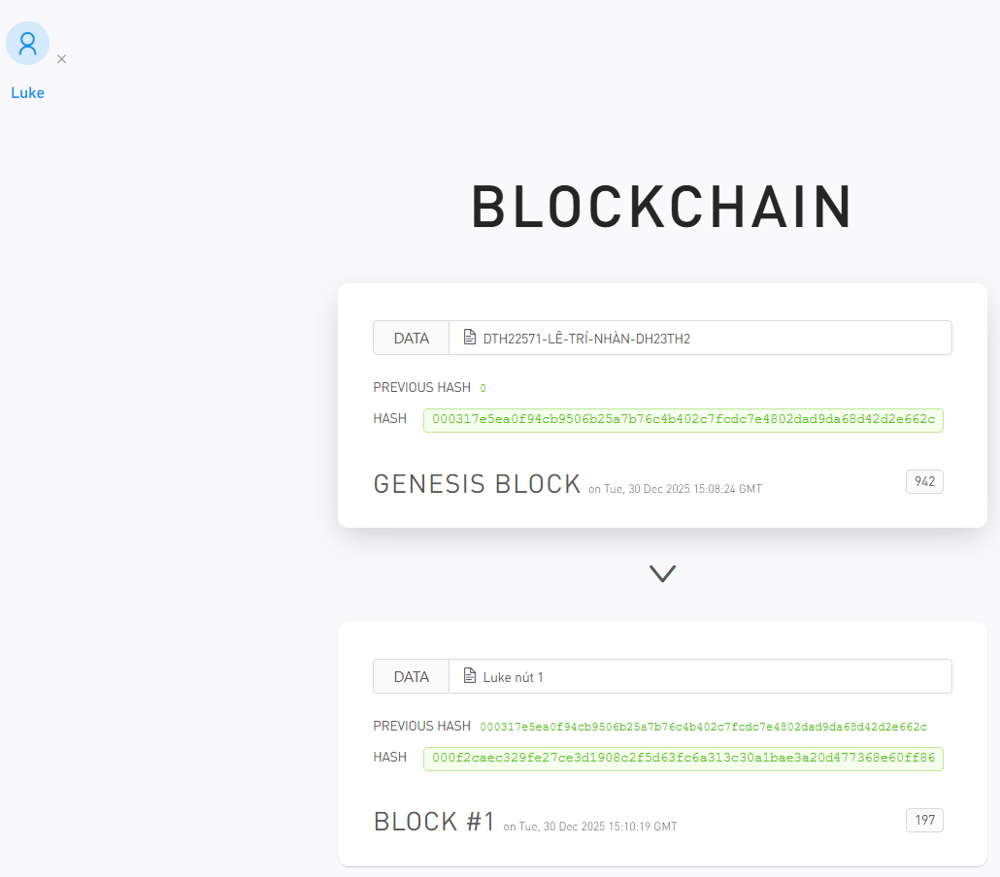 Luke
BLOCKCHAIN
DATA DTH22571-LÊ-TRÍ-NHÀN-DH23TH2
PREVIOUS HASH 0
HASH 000317e5ea0f94cb9506b25a7b76c4b402c7fcdc7e4802dad9da68d42d2e662c
GENESIS BLOCK on Tue, 30 Dec 2025 15:08:24 GMT 942
DATA Luke nút 1
PREVIOUS HASH 000317e5ea0f94cb9506b25a7b76c4b402c7fcdc7e4802dad9da68d42d2e662c
HASH 000f2caec329fe27ce3d1908c2f5d63fc6a313c30a1bae3a20d477368e60ff86
BLOCK #1 on Tue, 30 Dec 2025 15:10:19 GMT 197